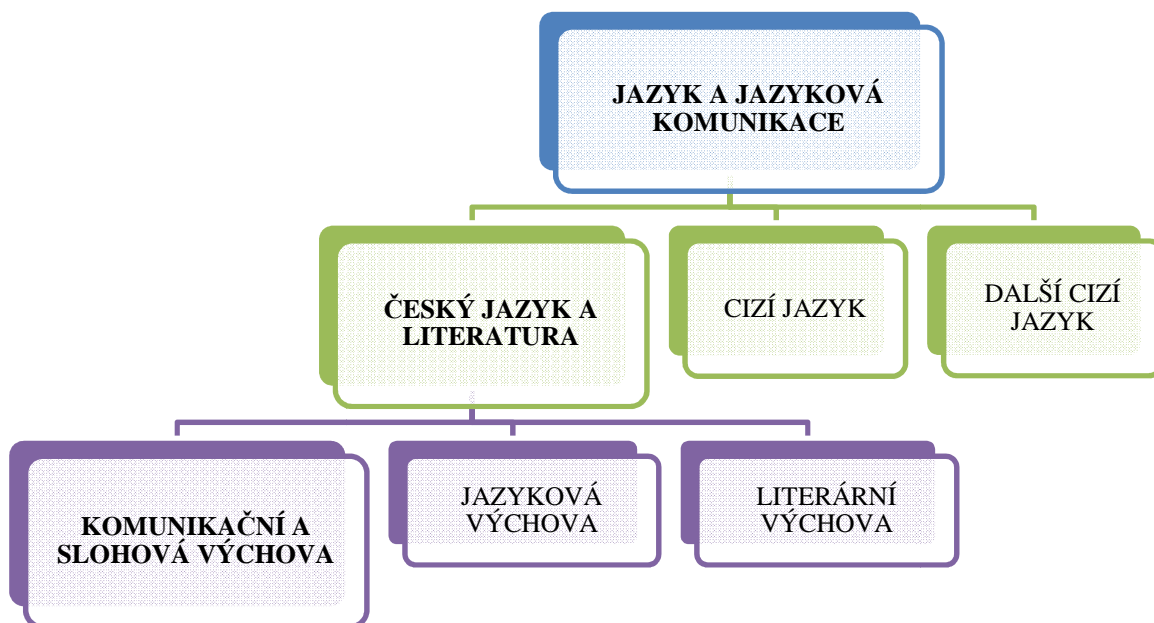 JAZYK A JAZYKOVÁ
KOMUNIKACE
ČESKÝ JAZYK A
LITERATURA
CIZÍ JAZYK
DALŠÍ CIZÍ
JAZYK
KOMUNIKAČNÍ A
SLOHOVÁ VÝCHOVA
JAZYKOVÁ
VÝCHOVA
LITERÁRNÍ
VÝCHOVA